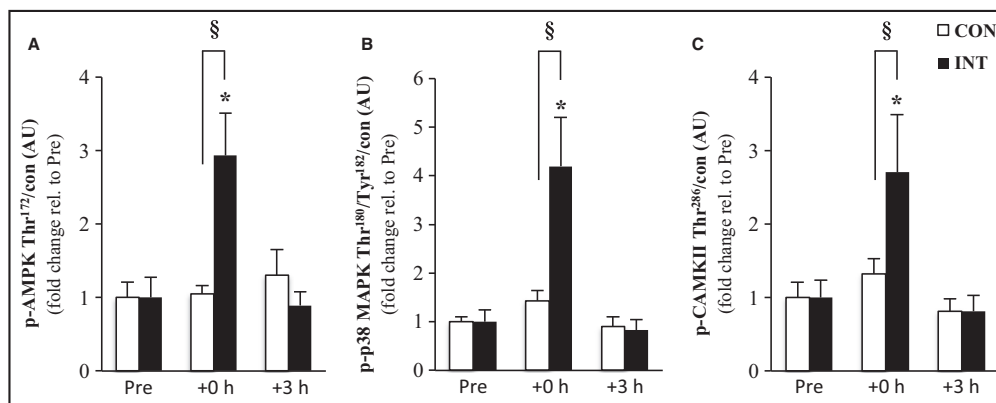 A
§
*
p-AMPK Thr¹⁷²/con (AU)
(fold change rel. to Pre)
4
3
2
1
0
Pre
+0 h
+3 h
B
§
*
p-p38 MAPK Thr¹⁸⁰/Tyr¹⁸²/con (AU)
(fold change rel. to Pre)
6
5
4
3
2
1
0
Pre
+0 h
+3 h
C
§
*
p-CAMKII Thr²⁸⁶/con (AU)
(fold change rel. to Pre)
4
3
2
1
0
Pre
+0 h
+3 h
CON
INT